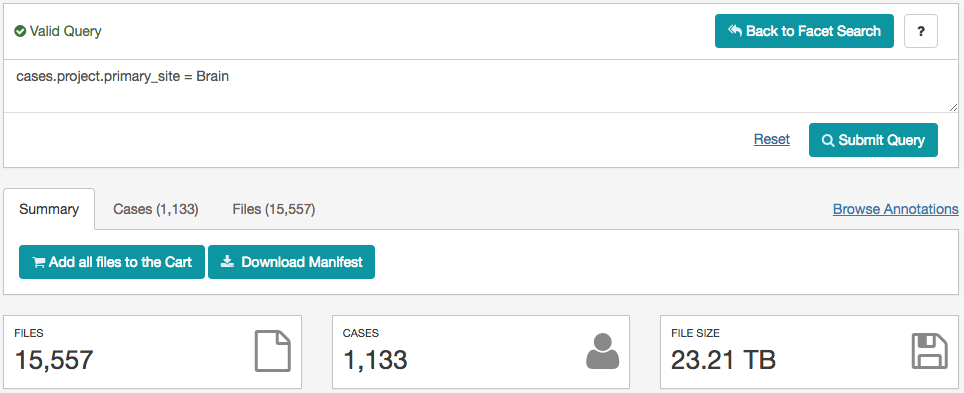 Valid Query
Back to Facet Search
?
cases.project.primary_site = Brain
Reset
Submit Query
Summary
Cases (1,133)
Files (15,557)
Browse Annotations
Add all files to the Cart
Download Manifest
FILES
15,557
CASES
1,133
FILE SIZE
23.21 TB